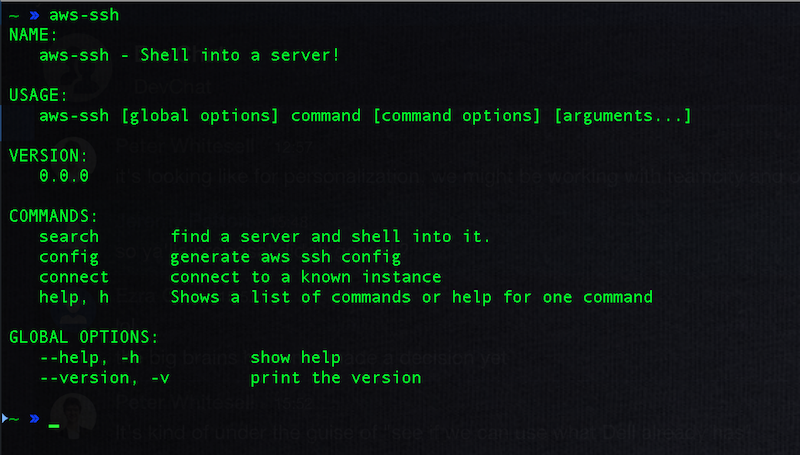 ~ » aws-ssh
NAME:
   aws-ssh - Shell into a server!

USAGE:
   aws-ssh [global options] command [command options] [arguments...]

VERSION:
   0.0.0

COMMANDS:
   search       find a server and shell into it.
   config       generate aws ssh config
   connect      connect to a known instance
   help, h      Shows a list of commands or help for one command

GLOBAL OPTIONS:
   --help, -h           show help
   --version, -v        print the version

~ » _